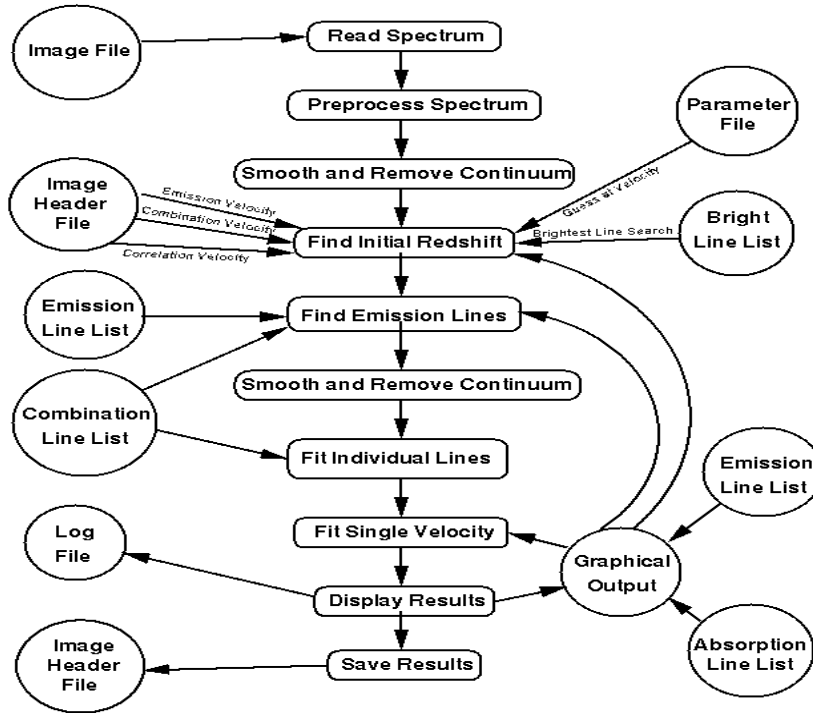 Image File
Read Spectrum
Preprocess Spectrum
Parameter
File
Smooth and Remove Continuum
Image
Header
File
Emission Velocity
Combination Velocity
Correlation Velocity
Guess at Velocity
Brightest Line Search
Bright
Line List
Find Initial Redshift
Emission
Line List
Find Emission Lines
Smooth and Remove Continuum
Combination
Line List
Fit Individual Lines
Emission
Line List
Log
File
Fit Single Velocity
Graphical
Output
Display Results
Image
Header
File
Save Results
Absorption
Line List